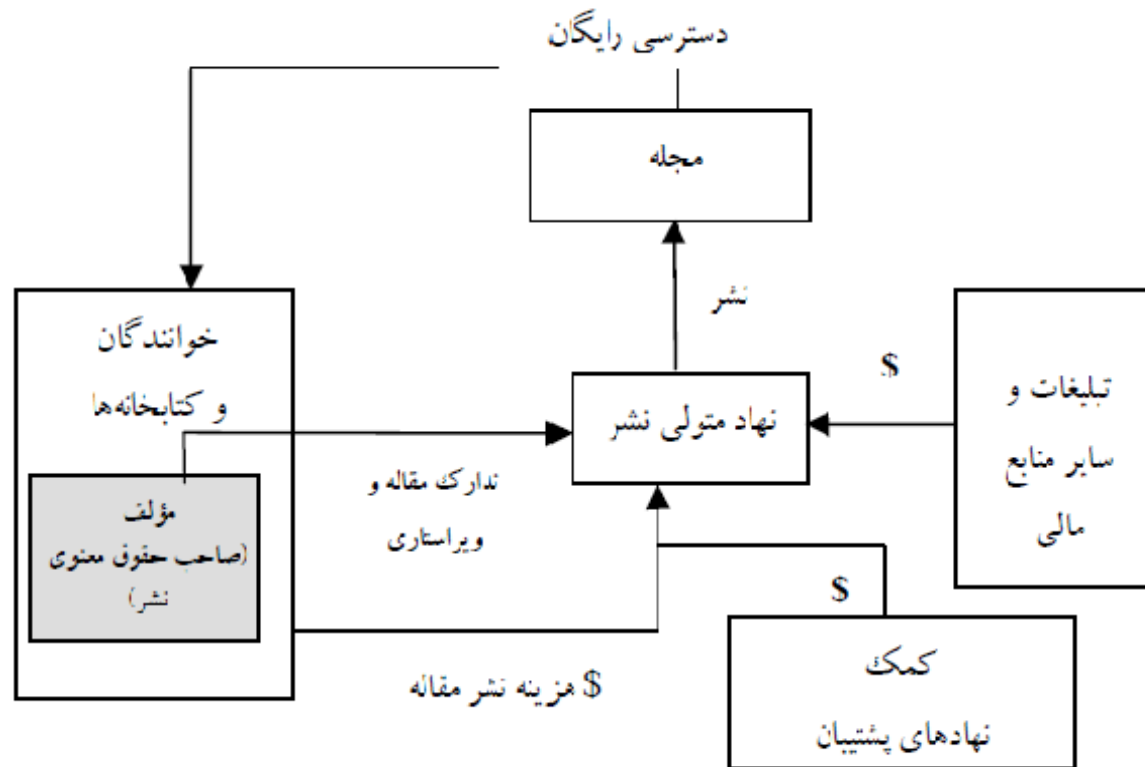 دسترسی رایگان
مجله
نشر
خوانندگان
و کتابخانه‌ها
$
تبلیغات و
سایر منابع
مالی
نهاد متولی نشر
تدارک مقاله و
ویراستاری
مؤلف
(صاحب حقوق معنوی
نشر)
$
$ هزینه نشر مقاله
کمک
نهادهای پشتیبان